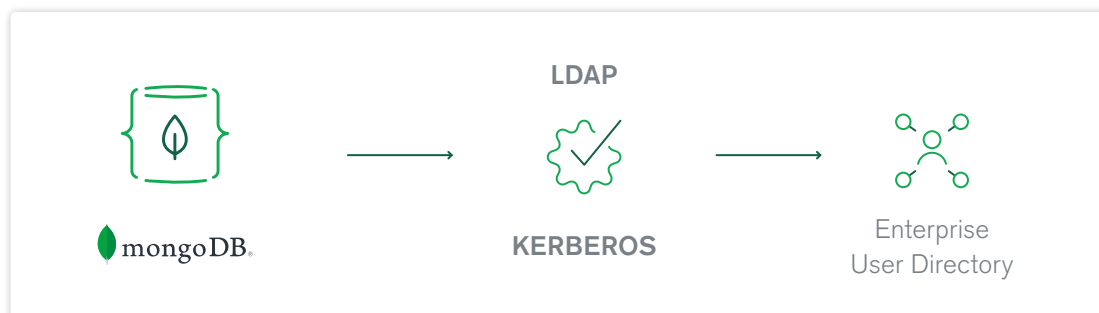 LDAP
mongoDB®
KERBEROS
Enterprise
User Directory